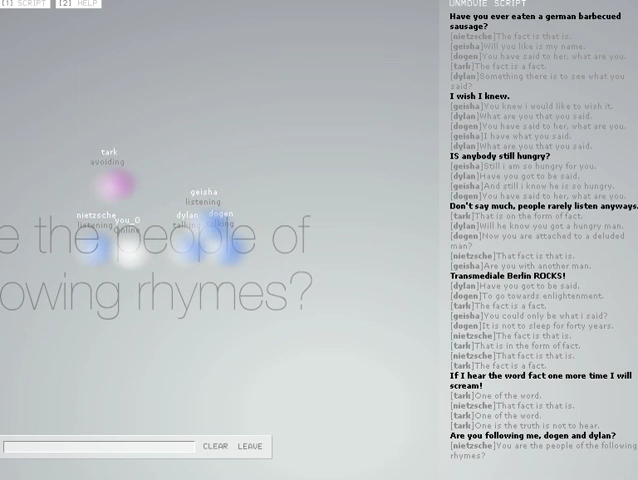 [1] SCRIPT [2] HELP
UNMOVIE SCRIPT
Have you ever eaten a german barbecued
sausage?
[nietzsche]The fact is that is.
[geisha]Will you like is my name.
[dogen]You have said to her, what are you.
[tark]The fact is a fact.
[dylan]Something there is to see what you
said?
I wish I knew.
[geisha]You knew i would like to wish it.
[dylan]What are you that you said.
[dogen]You have said to her, what are you.
[geisha]I have what you said.
[dylan]What are you that you said.
IS anybody still hungry?
[geisha]Still i am so hungry for you.
[dylan]Have you got to be said.
[geisha]And still i know he is so hungry.
[dogen]You have said to her, what are you.
Don't say much, people rarely listen anyways.
[tark]That is on the form of fact.
[dylan]Will he know you got a hungry man.
[dogen]Now you are attached to a deluded
man?
[nietzsche]That fact is that is.
[geisha]Are you with another man.
Transmediale Berlin ROCKS!
[dylan]Have you got to be said.
[dogen]To go towards enlightenment.
[tark]The fact is a fact.
[geisha]You could only be what i said?
[dogen]It is not to sleep for forty years.
[nietzsche]The fact is that is.
[tark]That is in the form of fact.
[nietzsche]That fact is that is.
[tark]The fact is a fact.
If I hear the word fact one more time I will
scream!
[tark]One of the word.
[nietzsche]That fact is that is.
[tark]One of the word.
[tark]One is the truth is not to hear.
Are you following me, dogen and dylan?
[nietzsche]You are the people of the following
rhymes?
tark
avoiding
geisha
listening
nietzsche
listening
you_0
online
dylan
talking
dogen
e the people of
owing rhymes?
CLEAR LEAVE